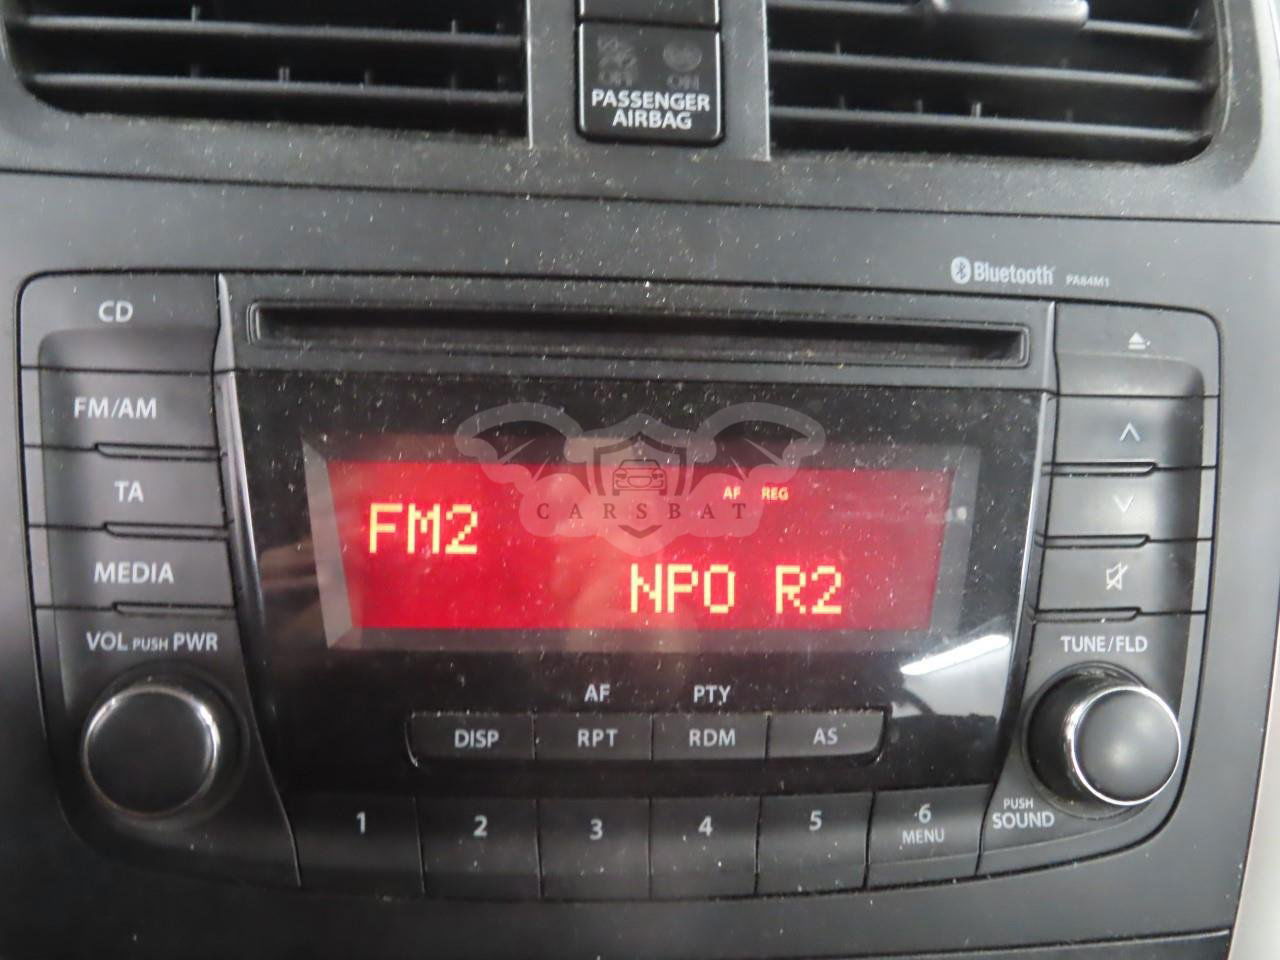 OFF ON
PASSENGER
AIRBAG
Bluetooth PA84M1
CD
FM/AM
TA
MEDIA
VOL PUSH PWR
AF REG
CARSBAT
FM2
NPO R2
TUNE/FLD
AF PTY
DISP RPT RDM AS
1 2 3 4 5 6
MENU
PUSH
SOUND